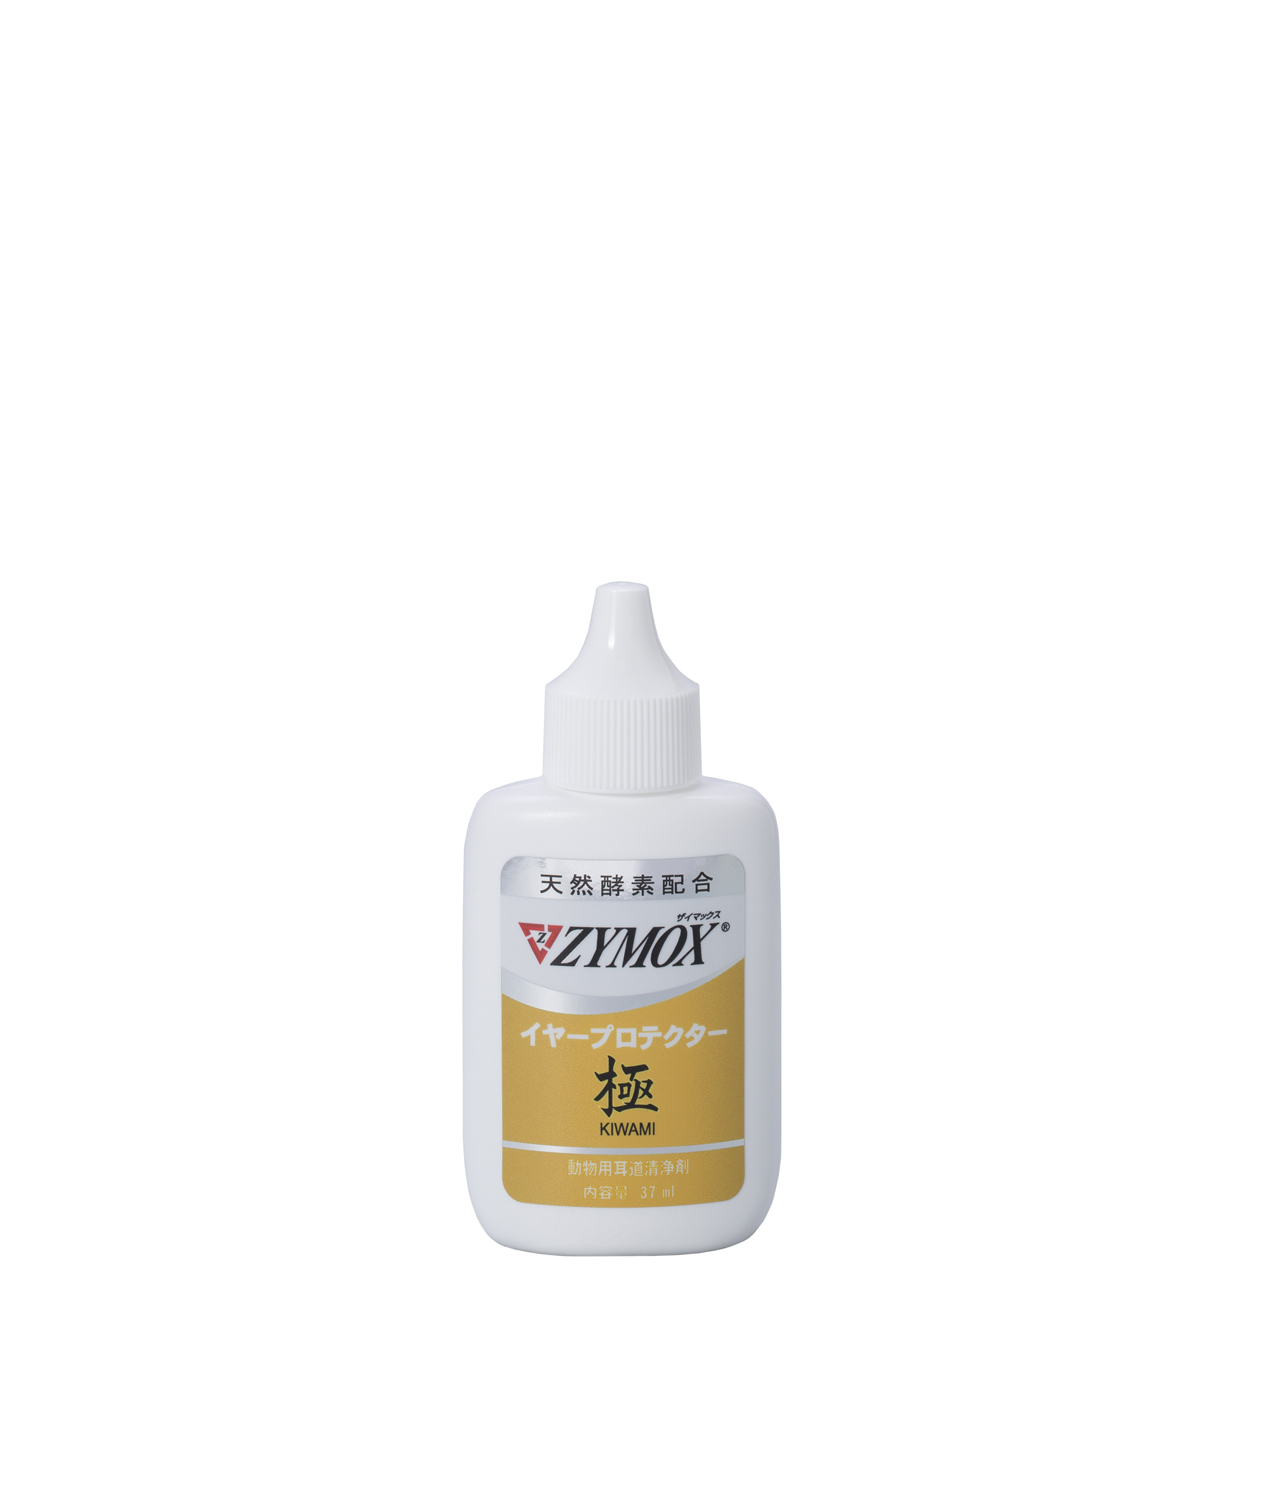 天然酵素配合
ザイマックス
Z ZYMOX®
イヤープロテクター
極
KIWAMI
動物用耳道清浄剤
内容量 37 ml